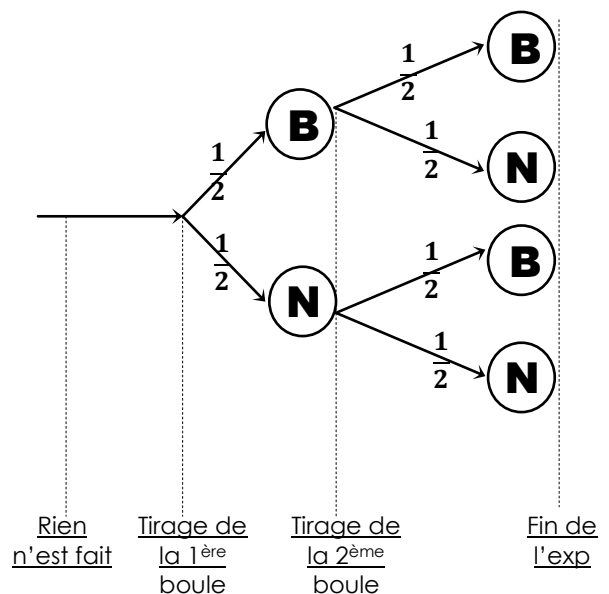 B
1/2
B
1/2
1/2
N
1/2
1/2
B
1/2
N
1/2
N
Rien
n'est fait
Tirage de
la 1ère
boule
Tirage de
la 2ème
boule
Fin de
l'exp